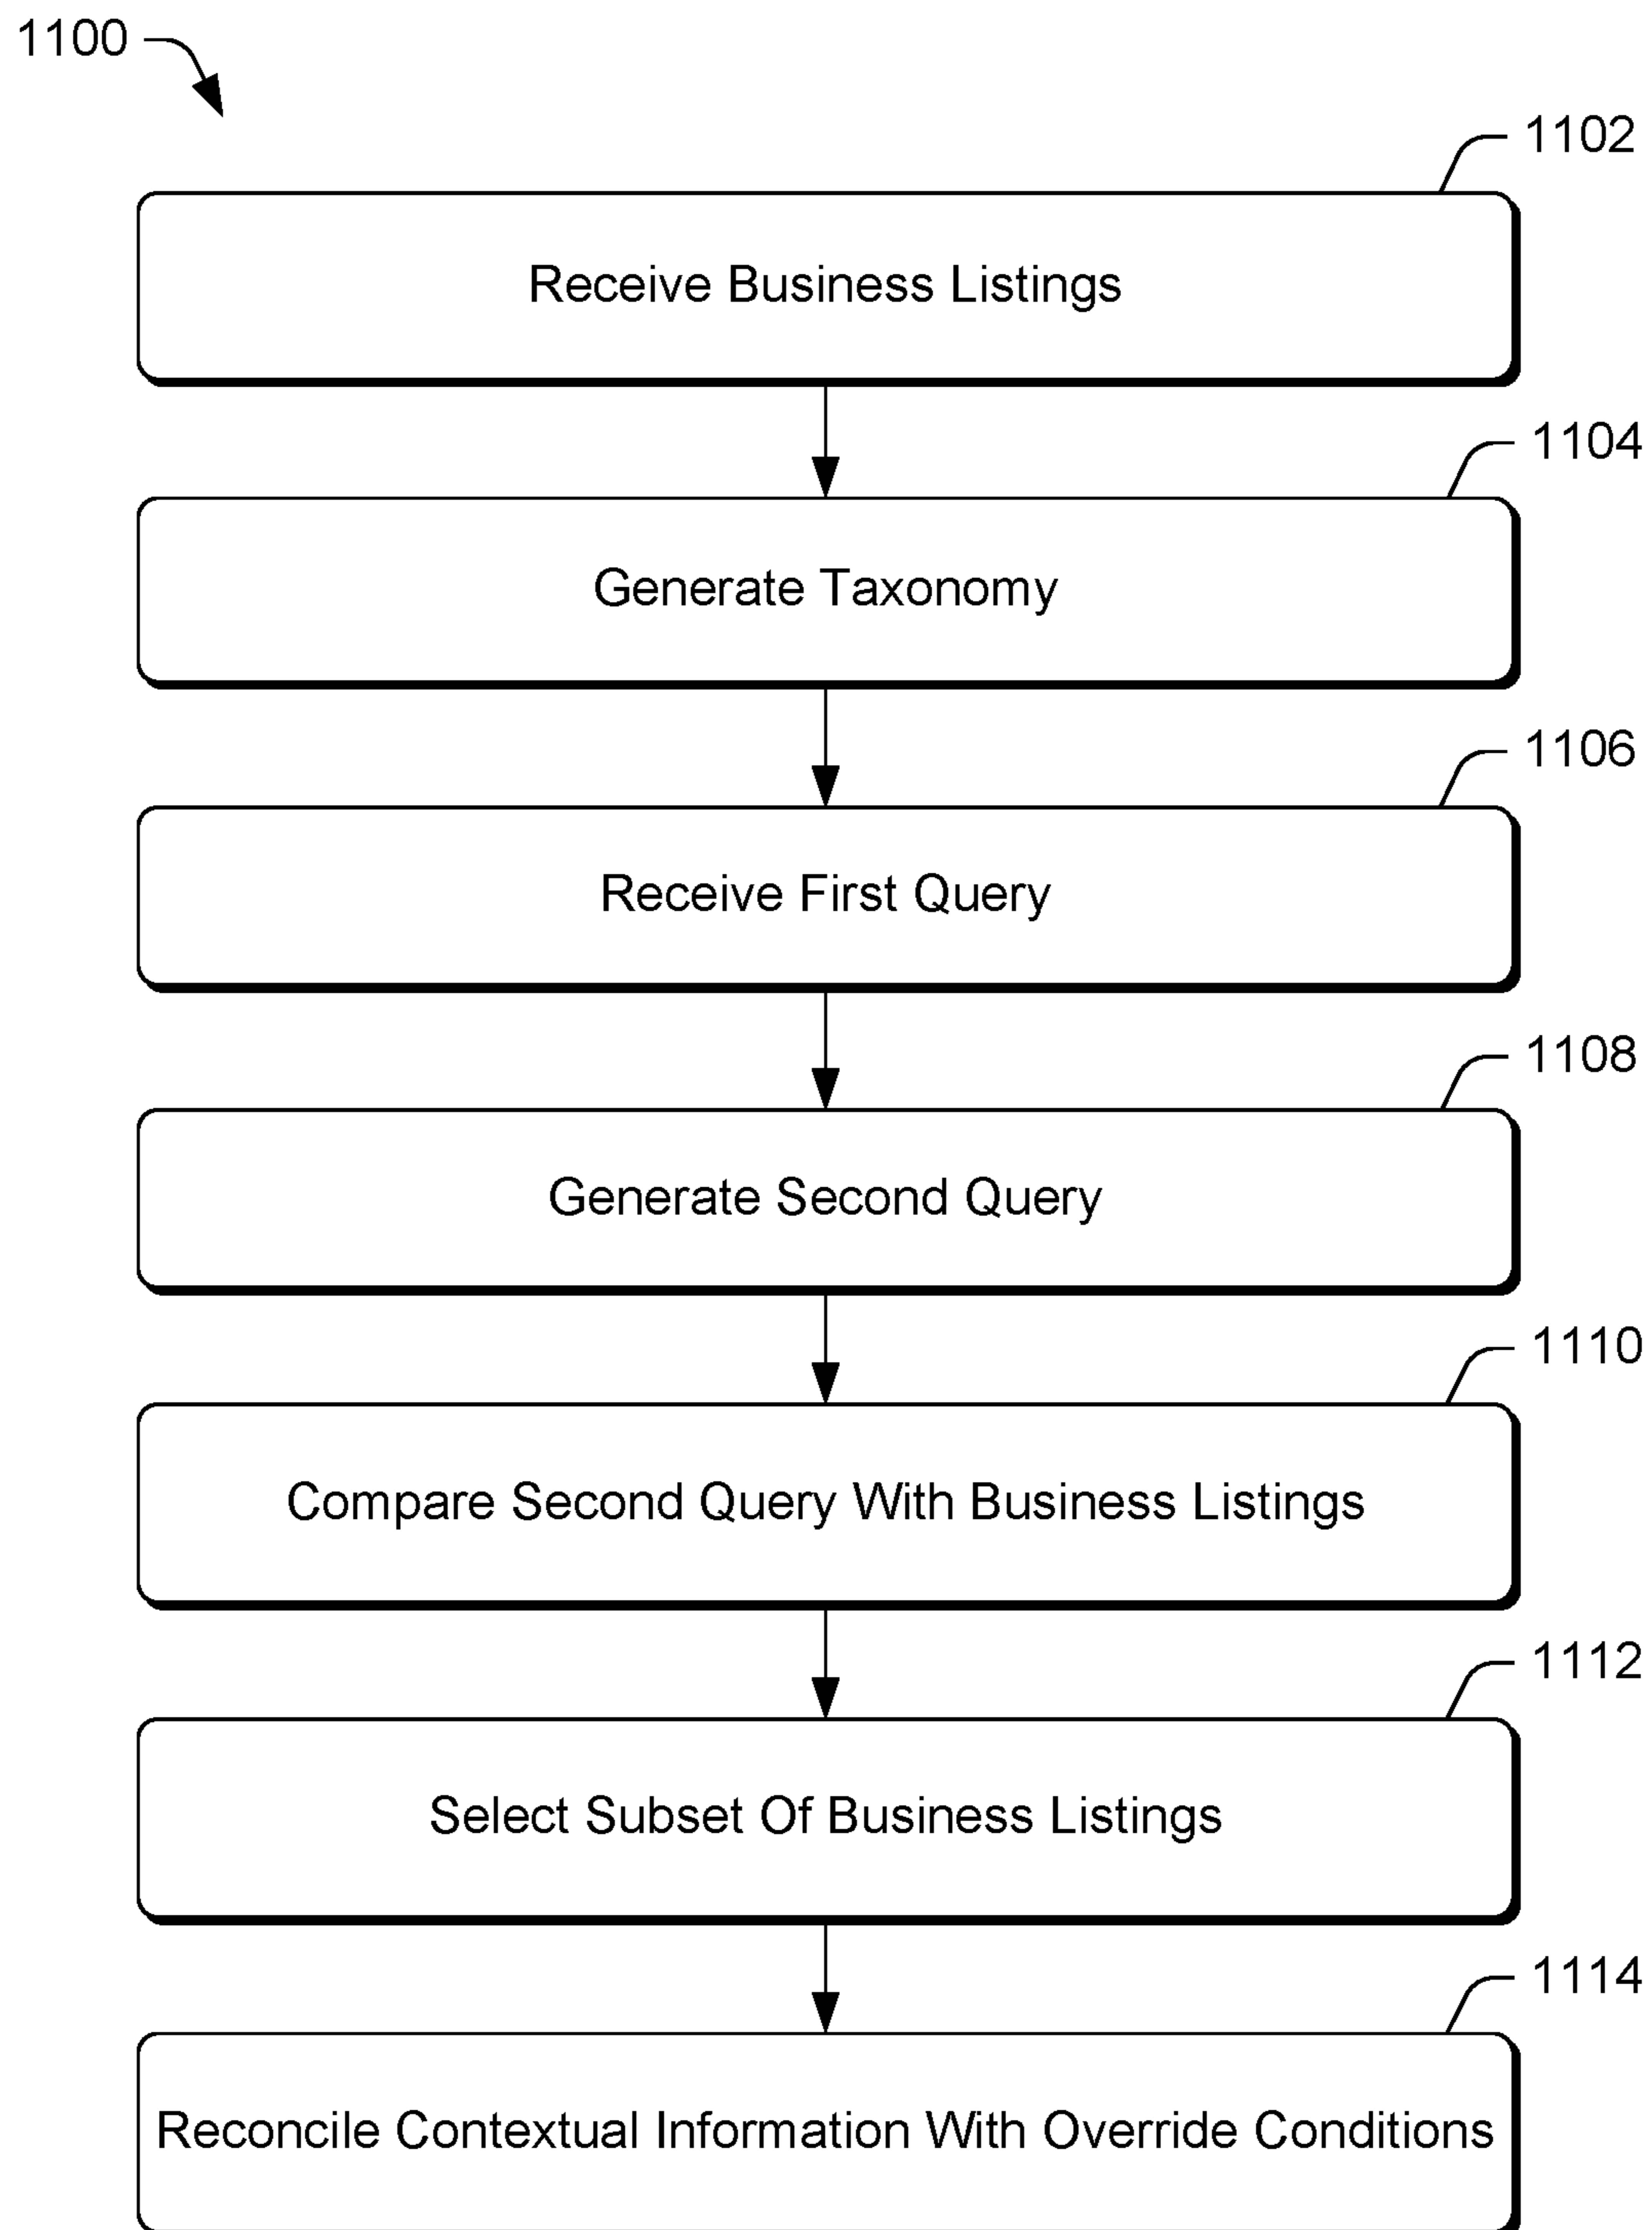 1100
1102
Receive Business Listings
1104
Generate Taxonomy
1106
Receive First Query
1108
Generate Second Query
1110
Compare Second Query With Business Listings
1112
Select Subset Of Business Listings
1114
Reconcile Contextual Information With Override Conditions